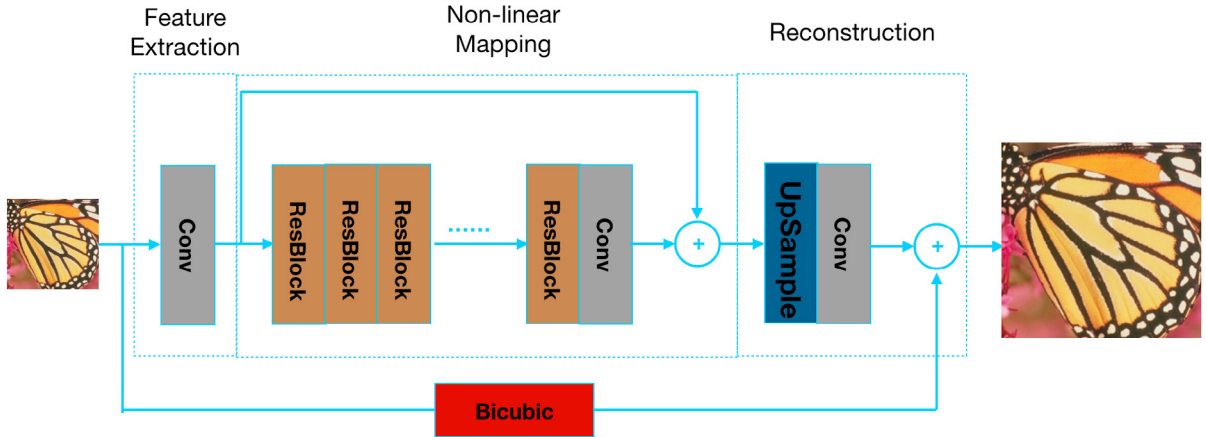 Feature
Extraction
Non-linear
Mapping
Reconstruction
Conv
ResBlock
ResBlock
ResBlock
......
ResBlock
Conv
+
UpSample
Conv
+
Bicubic